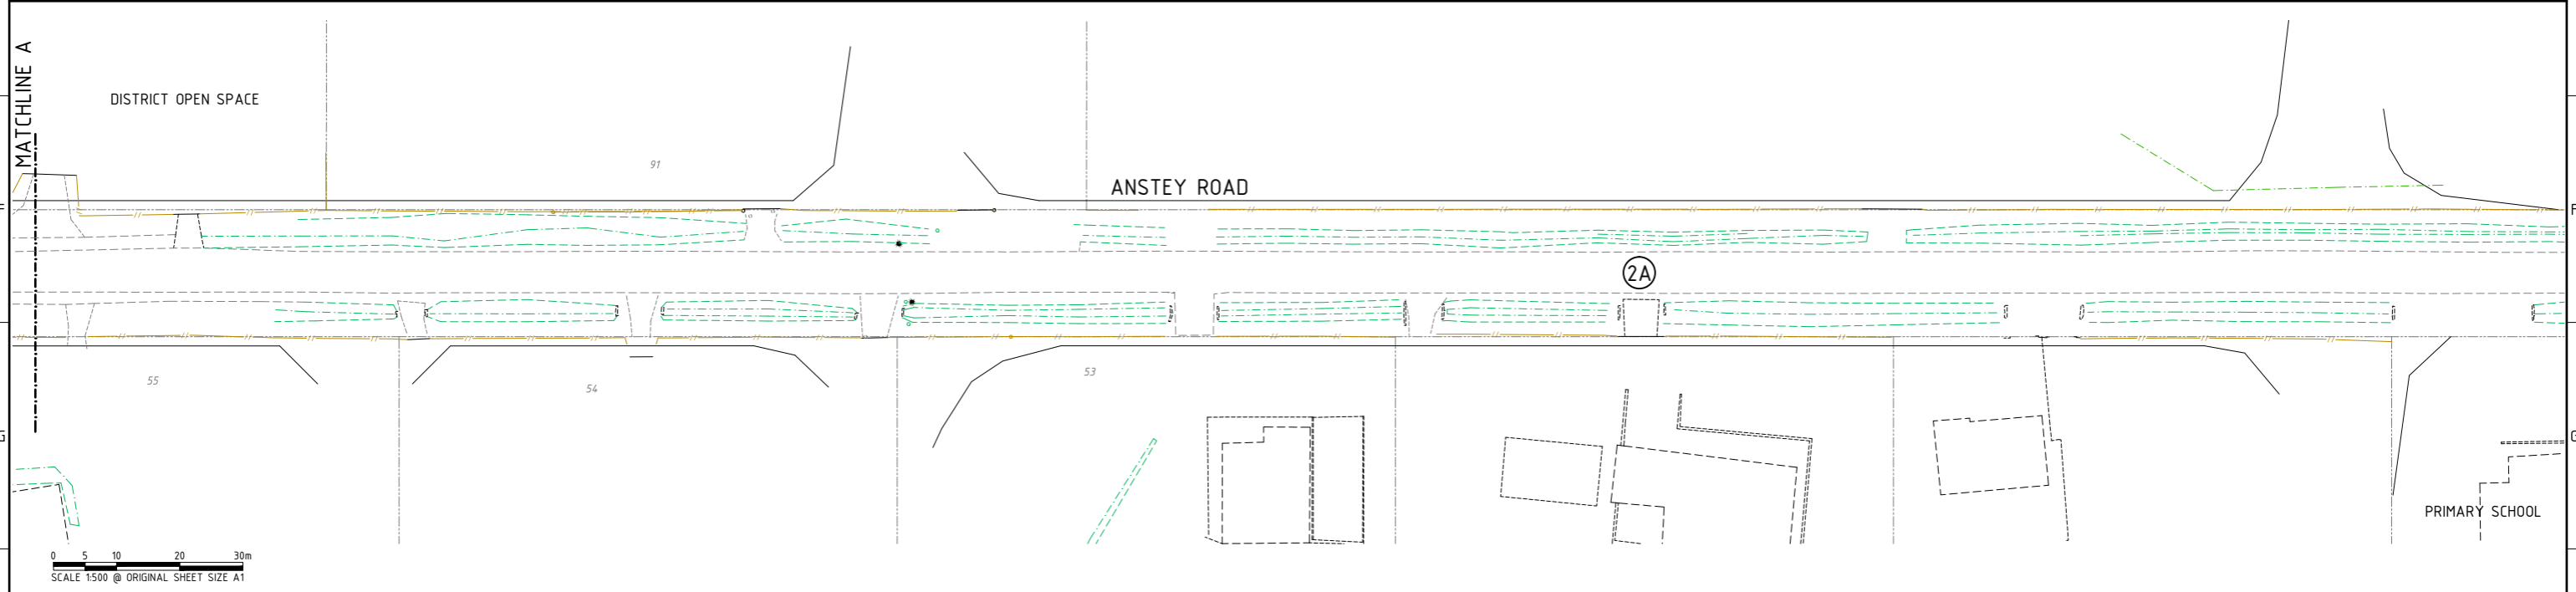 MATCHLINE A
DISTRICT OPEN SPACE
91
ANSTEY ROAD
F
F
2A
55
54
53
G
G
PRIMARY SCHOOL
0 5 10 20 30m
SCALE 1:500 @ ORIGINAL SHEET SIZE A1